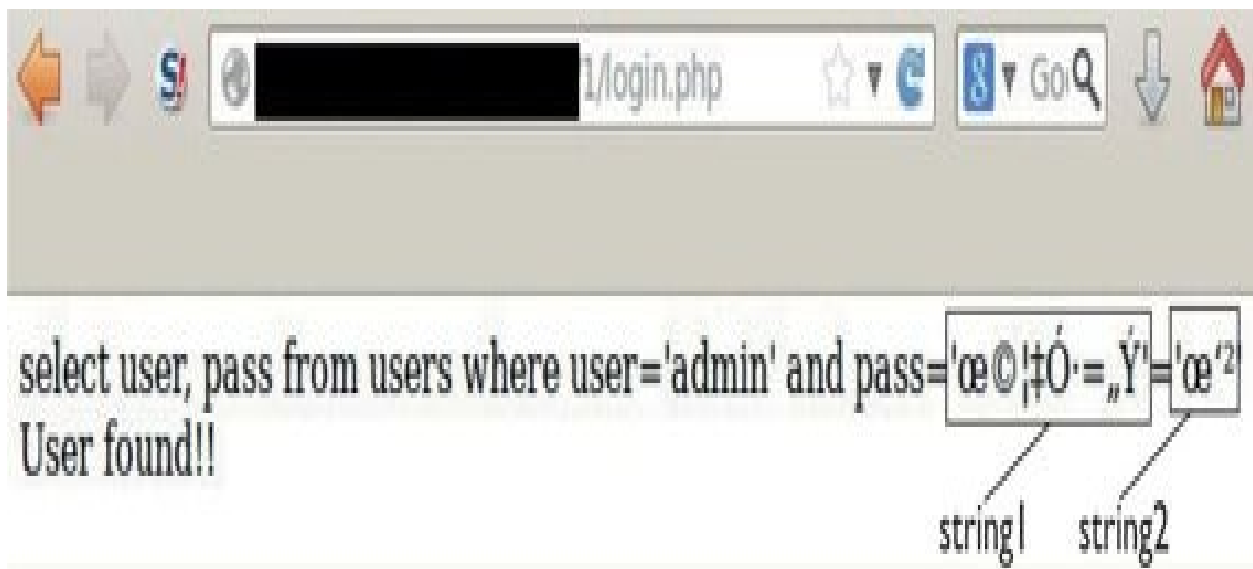 1/login.php
Go
select user, pass from users where user='admin' and pass='œ©¦‡Ó·=„Ý'='œ‘²'
User found!!
string1
string2